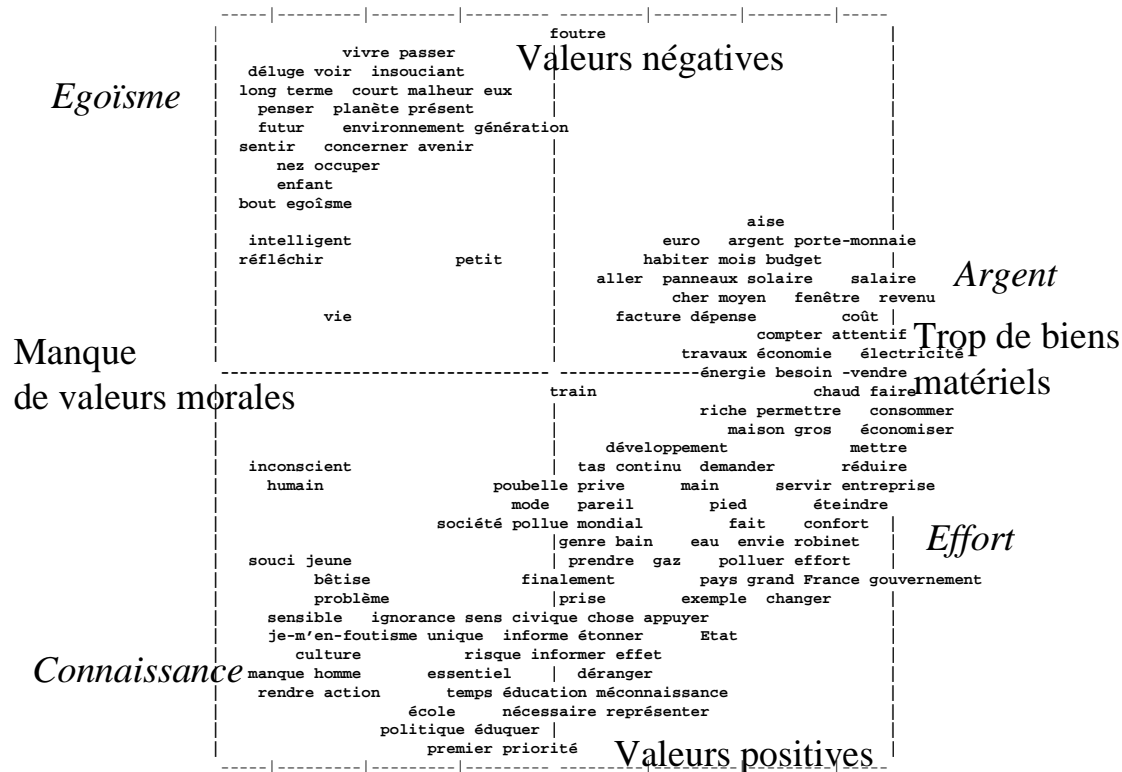 foutre
Valeurs négatives
vivre passer
déluge voir insouciant
Egoïsme
long terme court malheur eux
penser planète présent
futur environnement génération
sentir concerner avenir
nez occuper
enfant
bout egoîsme
aise
intelligent euro argent porte-monnaie
réfléchir petit habiter mois budget
aller panneaux solaire salaire
Argent
cher moyen fenêtre revenu
vie facture dépense coût
compter attentif
Trop de biens
matériels
Manque
de valeurs morales
travaux économie électricité
énergie besoin -vendre
train chaud faire
riche permettre consommer
maison gros économiser
développement mettre
inconscient tas continu demander réduire
humain poubelle prive main servir entreprise
mode pareil pied éteindre
société pollue mondial fait confort
Effort
genre bain eau envie robinet
souci jeune prendre gaz polluer effort
bêtise finalement pays grand France gouvernement
problème prise exemple changer
sensible ignorance sens civique chose appuyer
je-m'en-foutisme unique informe étonner Etat
culture risque informer effet
Connaissance
manque homme essentiel déranger
rendre action temps éducation méconnaissance
école nécessaire représenter
politique éduquer
premier priorité
Valeurs positives